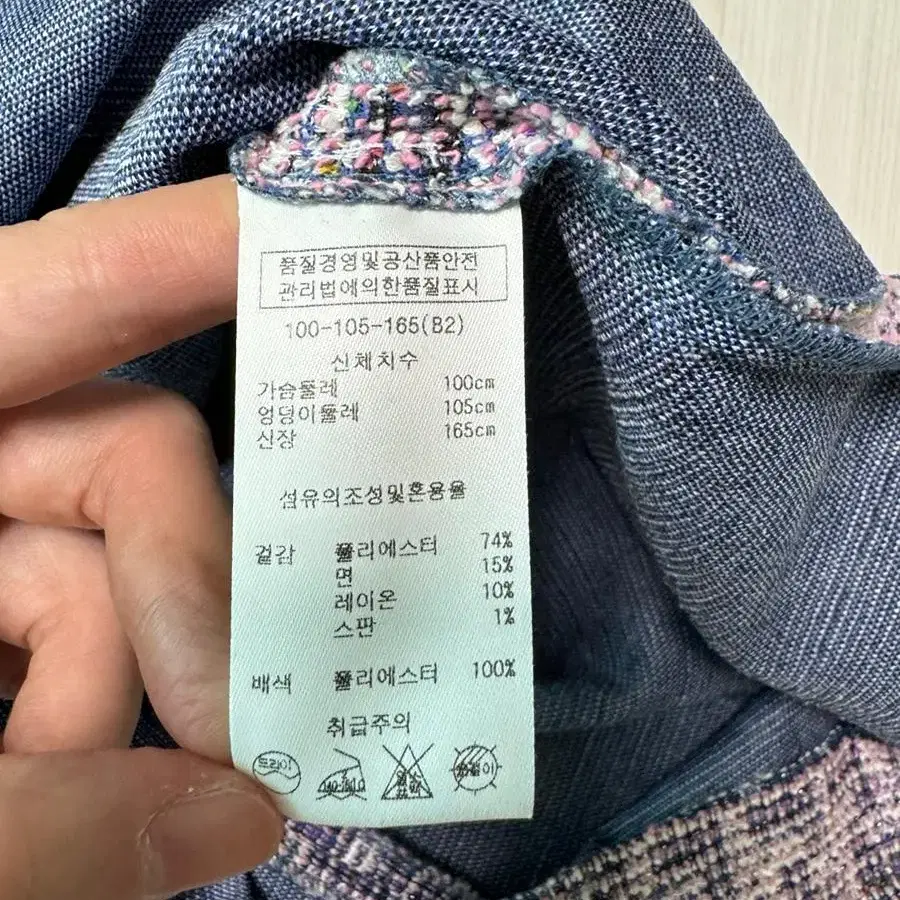 품질경영및공산품안전
관리법에의한품질표시
100-105-165(B2)
신체치수
가슴둘레 100cm
엉덩이둘레 105cm
신장 165cm
섬유의조성및혼용율
겉감 폴리에스터 74%
면 15%
레이온 10%
스판 1%
배색 폴리에스터 100%
취급주의
드라이